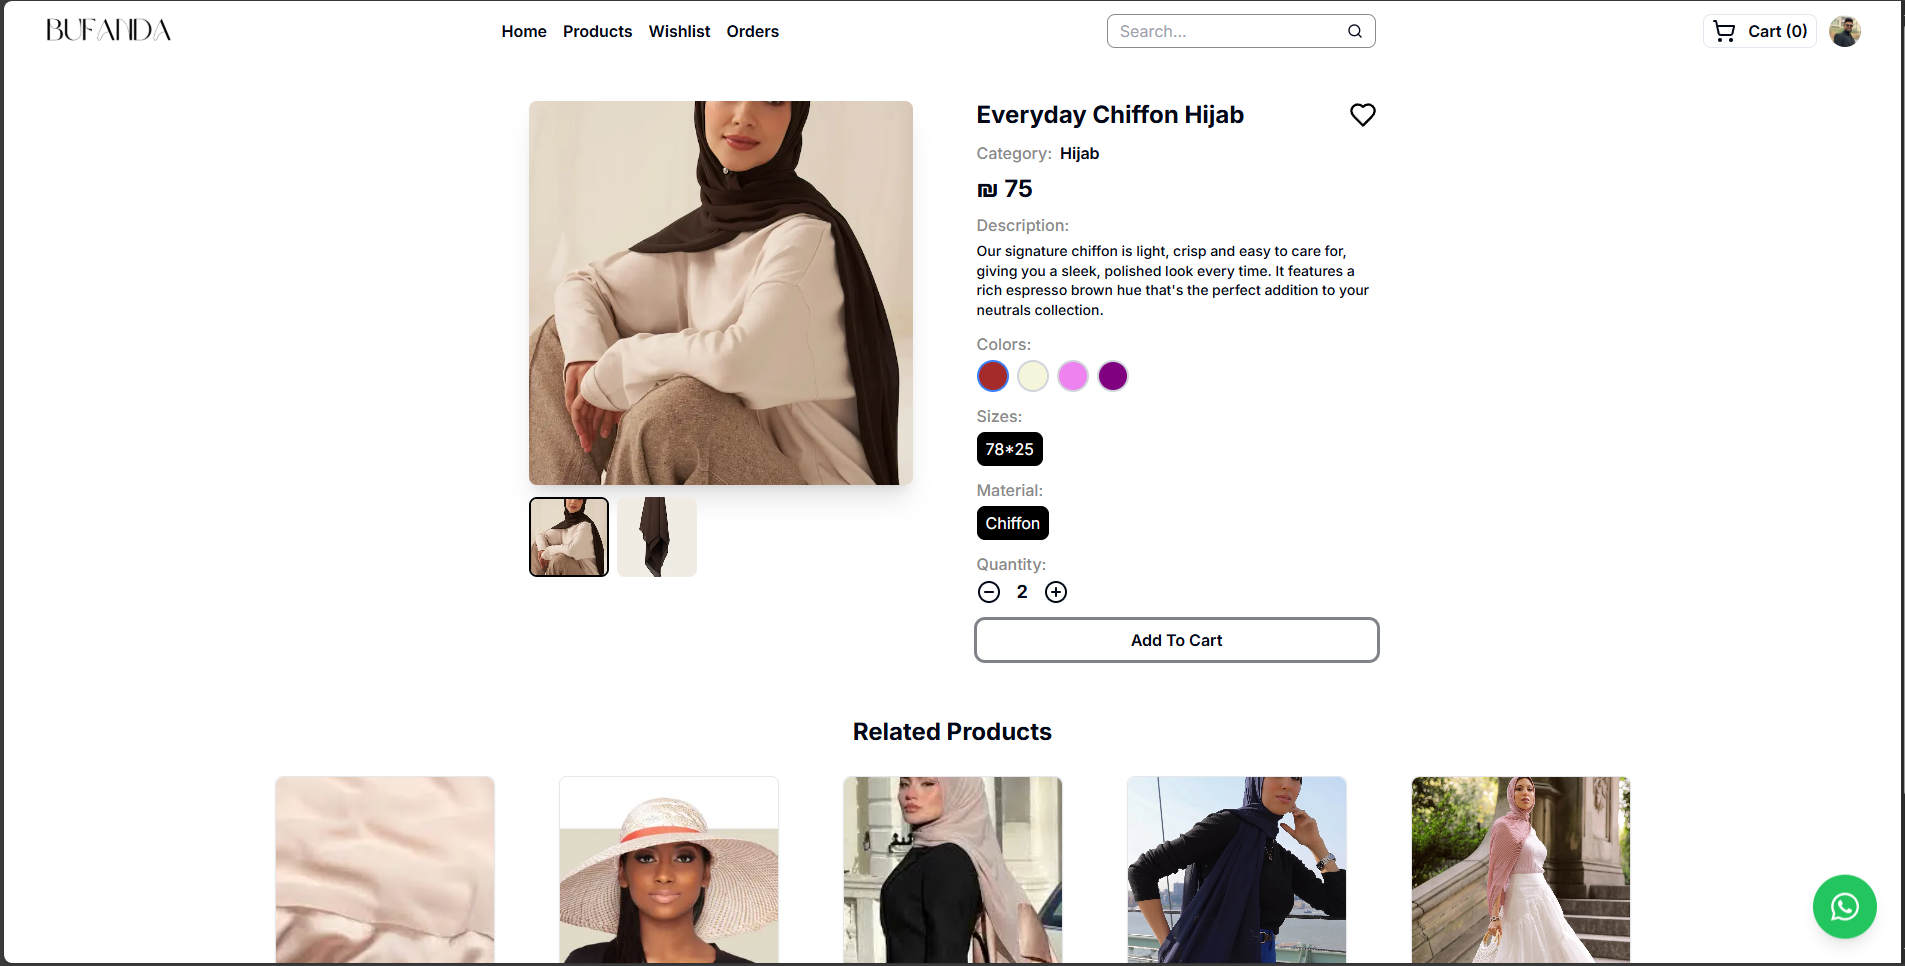 BUFANDA
Home Products Wishlist Orders
Search...
Cart (0)
Everyday Chiffon Hijab
Category: Hijab
₪ 75
Description:
Our signature chiffon is light, crisp and easy to care for,
giving you a sleek, polished look every time. It features a
rich espresso brown hue that's the perfect addition to your
neutrals collection.
Colors:
Sizes:
78*25
Material:
Chiffon
Quantity:
2
Add To Cart
Related Products